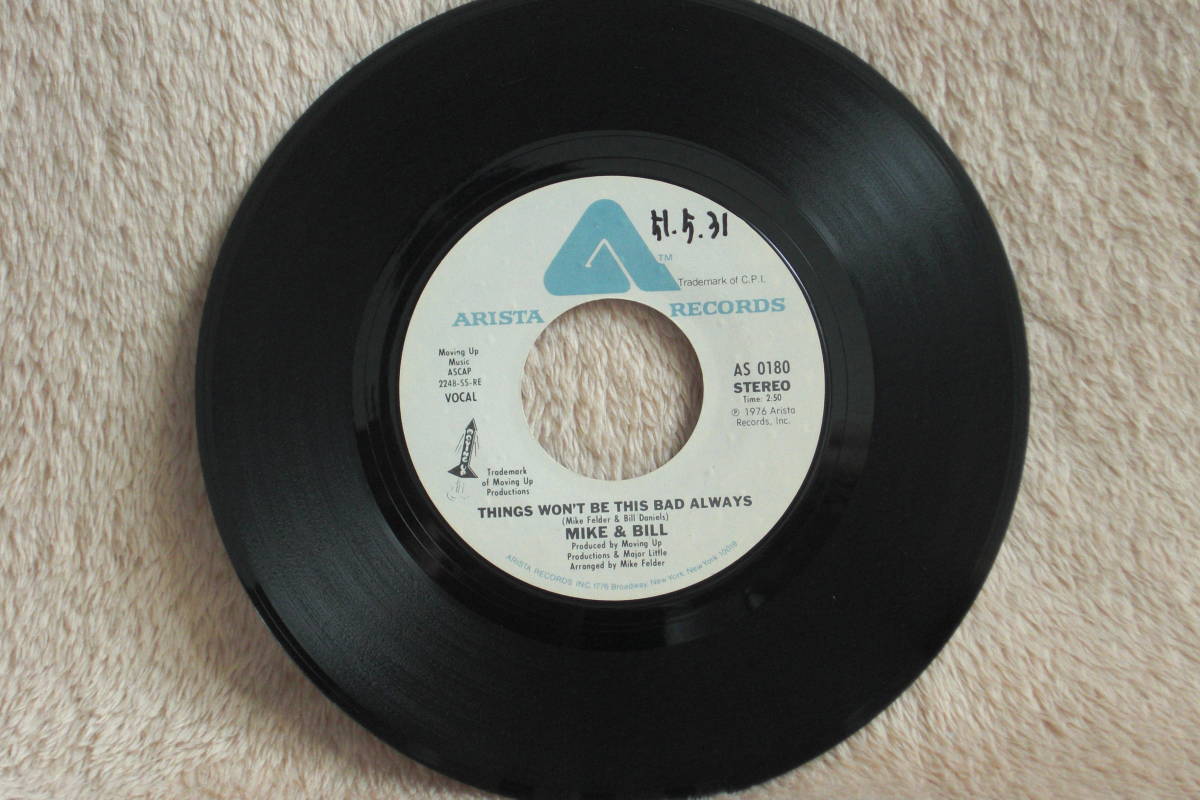 51.5.31
TM
Trademark of C.P.I.
ARISTA RECORDS
Moving Up
Music
ASCAP
2248-SS-RE
VOCAL
AS 0180
STEREO
Time: 2:50
℗ 1976 Arista
Records, Inc.
MOVING UP
Trademark
of Moving Up
Productions
THINGS WON'T BE THIS BAD ALWAYS
(Mike Felder & Bill Daniels)
MIKE & BILL
Produced by Moving Up
Productions & Major Little
Arranged by Mike Felder
ARISTA RECORDS INC. 1776 Broadway, New York, New York 10019